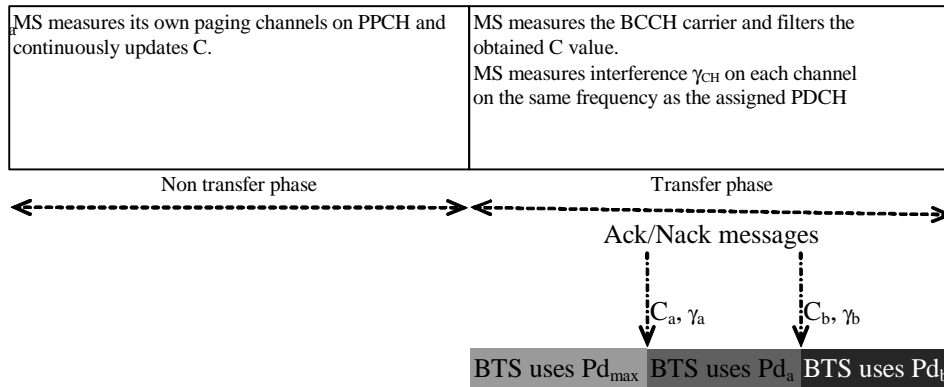 MS measures its own paging channels on PPCH and
a
continuously updates C.
MS measures the BCCH carrier and filters the
obtained C value.
MS measures interference γCH on each channel
on the same frequency as the assigned PDCH
Non transfer phase
Transfer phase
Ack/Nack messages
Ca, γa
Cb, γb
BTS uses Pdmax
BTS uses Pda
BTS uses Pdb